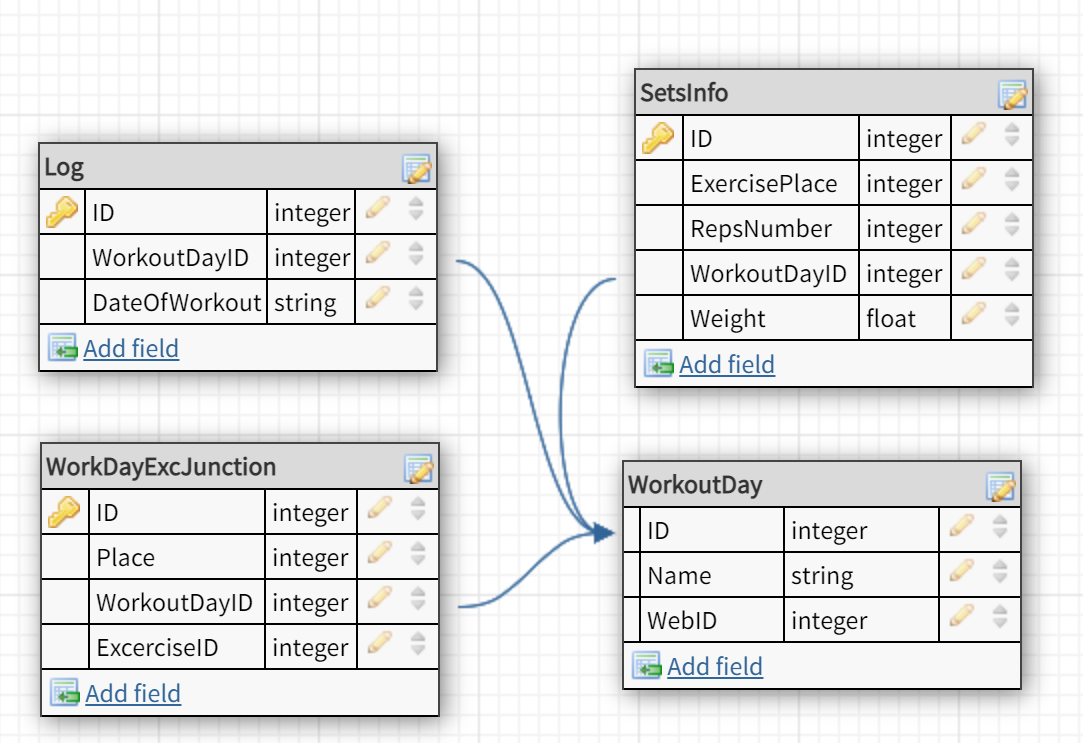 Log
ID integer
WorkoutDayID integer
DateOfWorkout string
Add field
SetsInfo
ID integer
ExercisePlace integer
RepsNumber integer
WorkoutDayID integer
Weight float
Add field
WorkDayExcJunction
ID integer
Place integer
WorkoutDayID integer
ExcerciseID integer
Add field
WorkoutDay
ID integer
Name string
WebID integer
Add field